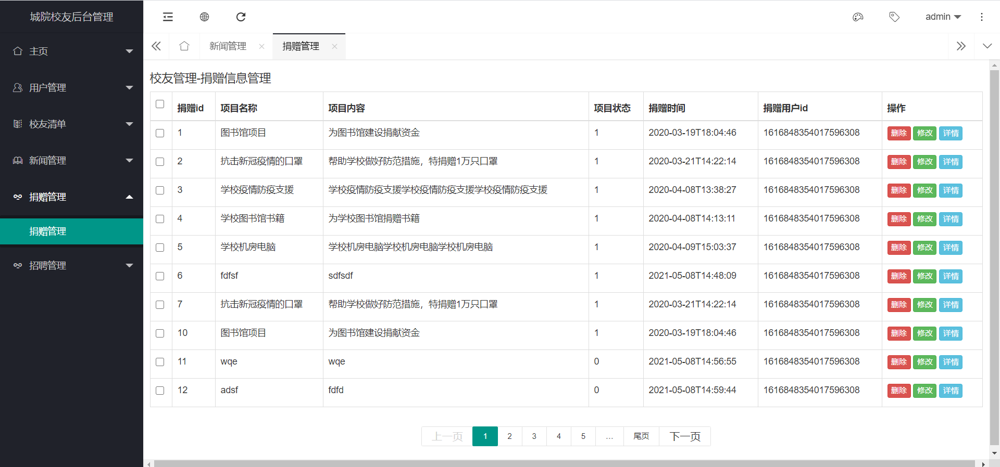 城院校友后台管理
admin
主页
用户管理
校友清单
新闻管理
捐赠管理
捐赠管理
招聘管理
新闻管理 捐赠管理
校友管理-捐赠信息管理
捐赠id 项目名称 项目内容 项目状态 捐赠时间 捐赠用户id 操作
1 图书馆项目 为图书馆建设捐献资金 1 2020-03-19T18:04:46 1616848354017596308 删除 修改 详情
2 抗击新冠疫情的口罩 帮助学校做好防范措施，特捐赠1万只口罩 1 2020-03-21T14:22:14 1616848354017596308 删除 修改 详情
3 学校疫情防疫支援 学校疫情防疫支援学校疫情防疫支援学校疫情防疫支援 1 2020-04-08T13:38:27 1616848354017596308 删除 修改 详情
4 学校图书馆书籍 为学校图书馆捐赠书籍 1 2020-04-08T14:13:11 1616848354017596308 删除 修改 详情
5 学校机房电脑 学校机房电脑学校机房电脑学校机房电脑 1 2020-04-09T15:03:37 1616848354017596308 删除 修改 详情
6 fdfsf sdfsdf 1 2021-05-08T14:48:09 1616848354017596308 删除 修改 详情
7 抗击新冠疫情的口罩 帮助学校做好防范措施，特捐赠1万只口罩 1 2020-03-21T14:22:14 1616848354017596308 删除 修改 详情
10 图书馆项目 为图书馆建设捐献资金 1 2020-03-19T18:04:46 1616848354017596308 删除 修改 详情
11 wqe wqe 0 2021-05-08T14:56:55 1616848354017596308 删除 修改 详情
12 adsf fdfd 0 2021-05-08T14:59:44 1616848354017596308 删除 修改 详情
上一页 1 2 3 4 5 ... 尾页 下一页